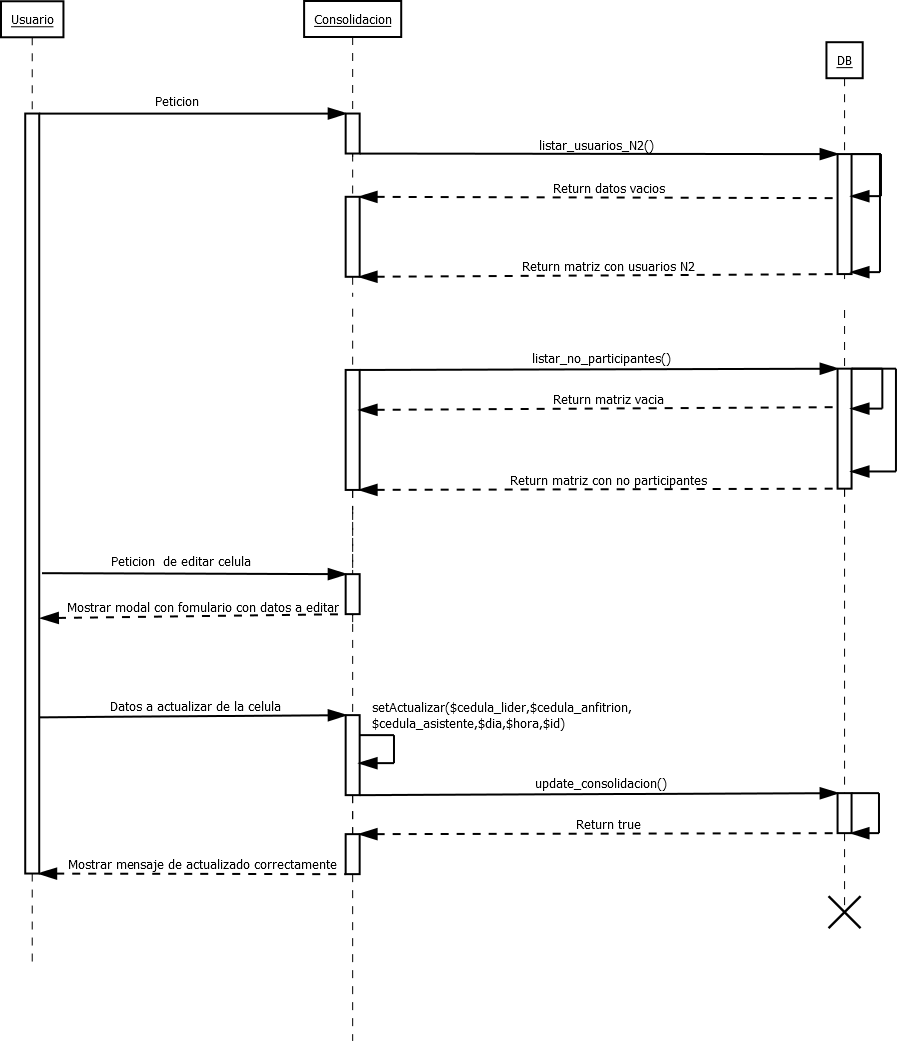 Usuario
Consolidacion
DB
Peticion
listar_usuarios_N2()
Return datos vacios
Return matriz con usuarios N2
listar_no_participantes()
Return matriz vacia
Return matriz con no participantes
Peticion  de editar celula
Mostrar modal con fomulario con datos a editar
Datos a actualizar de la celula
setActualizar($cedula_lider,$cedula_anfitrion,
$cedula_asistente,$dia,$hora,$id)
update_consolidacion()
Return true
Mostrar mensaje de actualizado correctamente